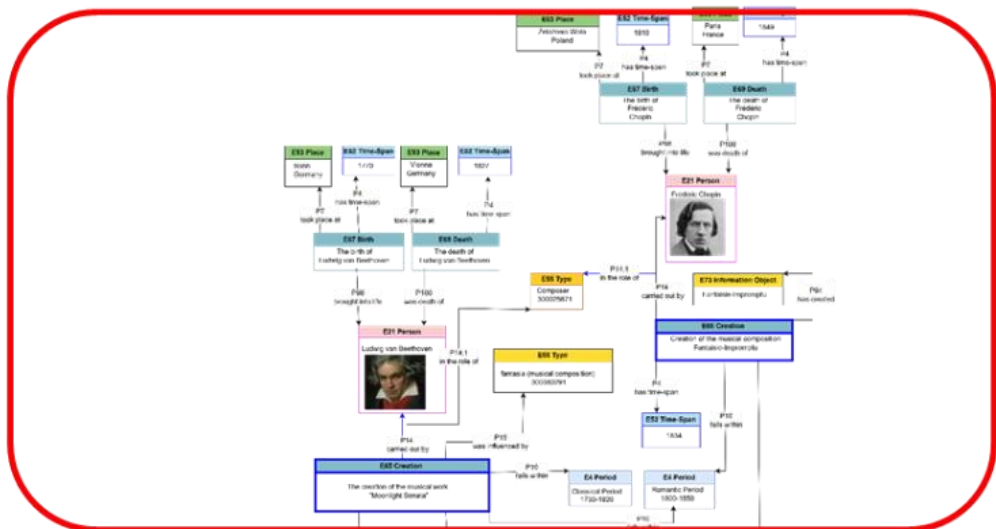 E53 Place
Poland
E52 Time-Span
1810
Paris
France
1849
P7
took place at
P4
has time-span
P7
took place at
P4
has time-span
E67 Birth
The birth of
Frédéric
Chopin
E69 Death
The death of
Frédéric
Chopin
brought into life
P100
was death of
E21 Person
Frédéric Chopin
E53 Place
Bonn
Germany
E52 Time-Span
1770
E53 Place
Vienne
Germany
E52 Time-Span
1827
P7
took place at
P4
has time-span
P7
took place at
P4
has time-span
E67 Birth
The birth of
Ludwig van Beethoven
E69 Death
The death of
Ludwig van Beethoven
P98
brought into life
P100
was death of
E21 Person
Ludwig van Beethoven
E55 Type
Composer
300025671
P14.1
in the role of
P14
carried out by
E73 Information Object
Fantaisie-Impromptu
P94
has created
E65 Creation
Creation of the musical composition
Fantaisie-Impromptu
P14.1
in the role of
E55 Type
fantasia (musical composition)
P15
was influenced by
P4
has time-span
E52 Time-Span
1834
P10
falls within
P14
carried out by
E65 Creation
The creation of the musical work
"Moonlight Sonata"
P10
falls within
E4 Period
Classical Period
1730-1820
E4 Period
Romantic Period
1800-1850
P10